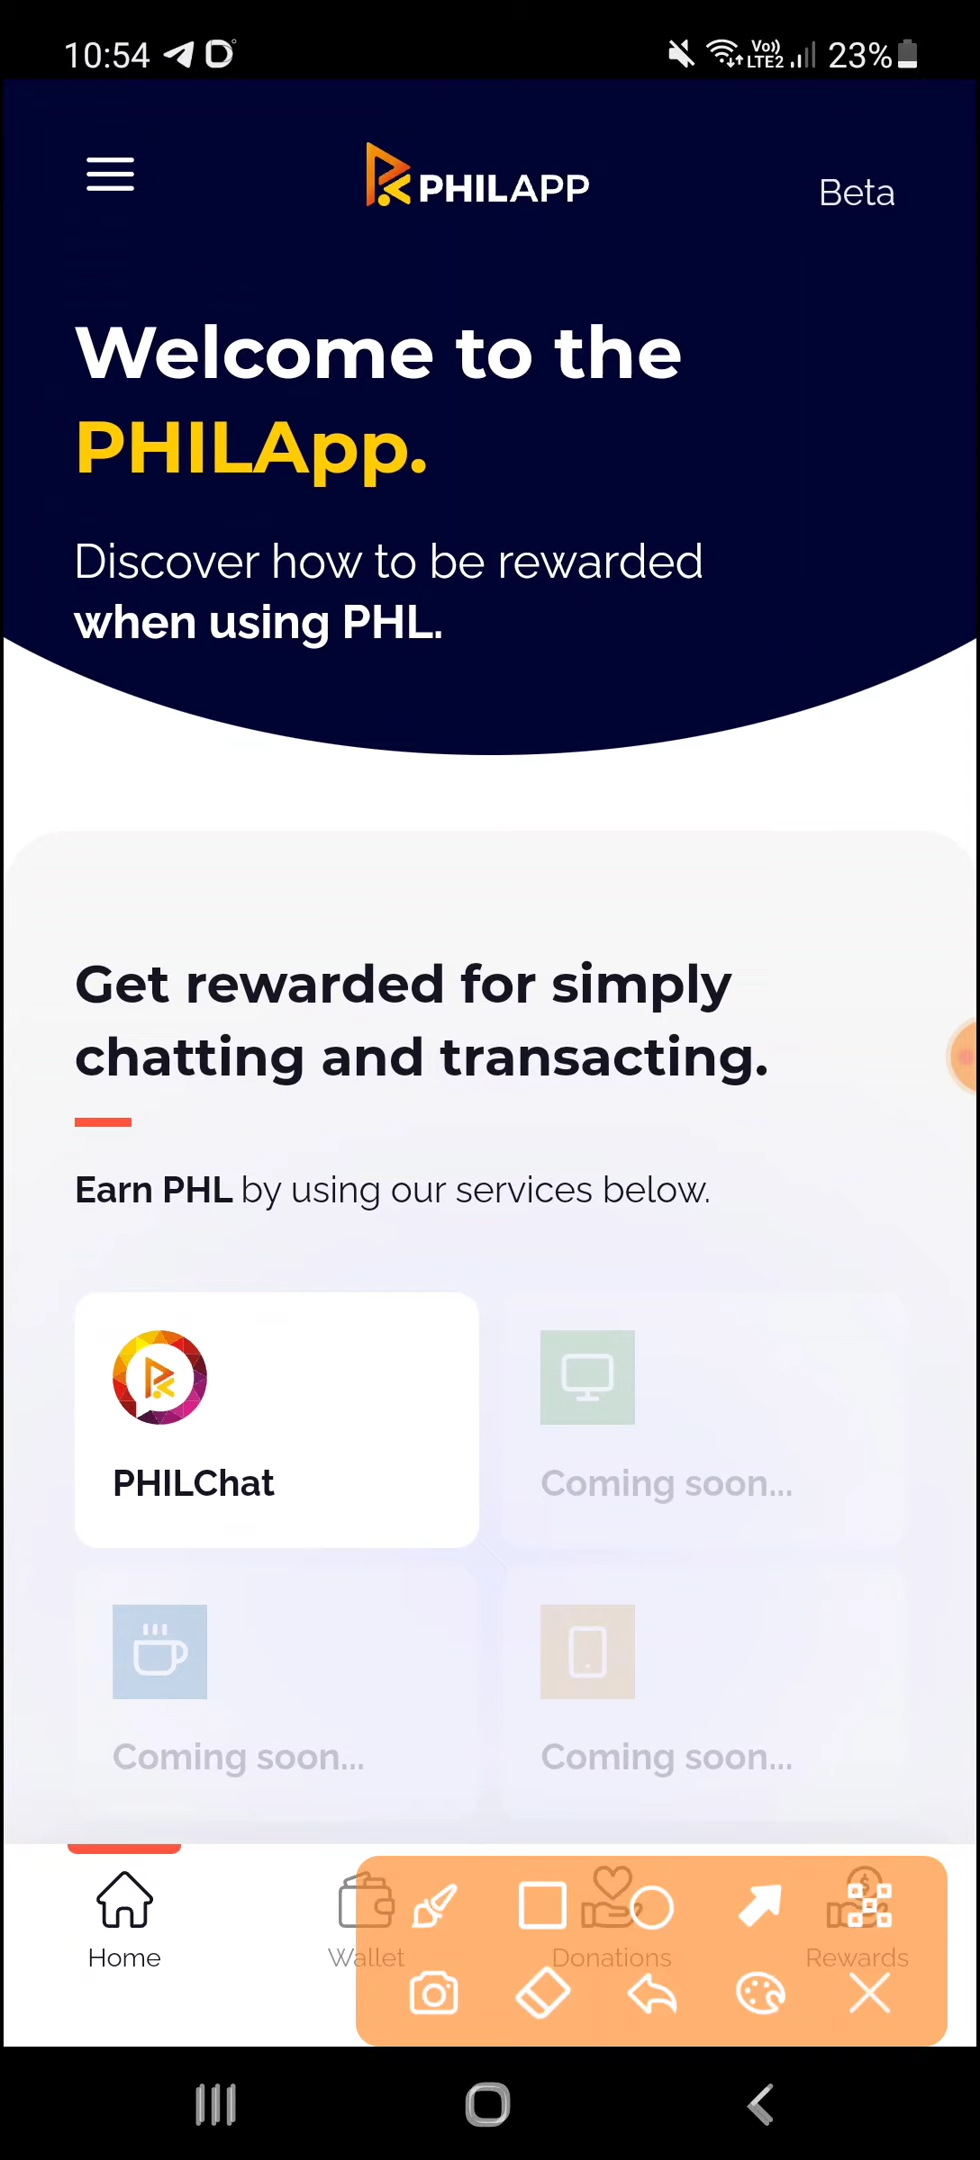 10:54
Vo))
LTE2
23%
PHILAPP
Beta
Welcome to the
PHILApp.
Discover how to be rewarded
when using PHL.
Get rewarded for simply
chatting and transacting.
Earn PHL by using our services below.
PHILChat
Coming soon...
Coming soon...
Coming soon...
Home
Wallet
Donations
Rewards